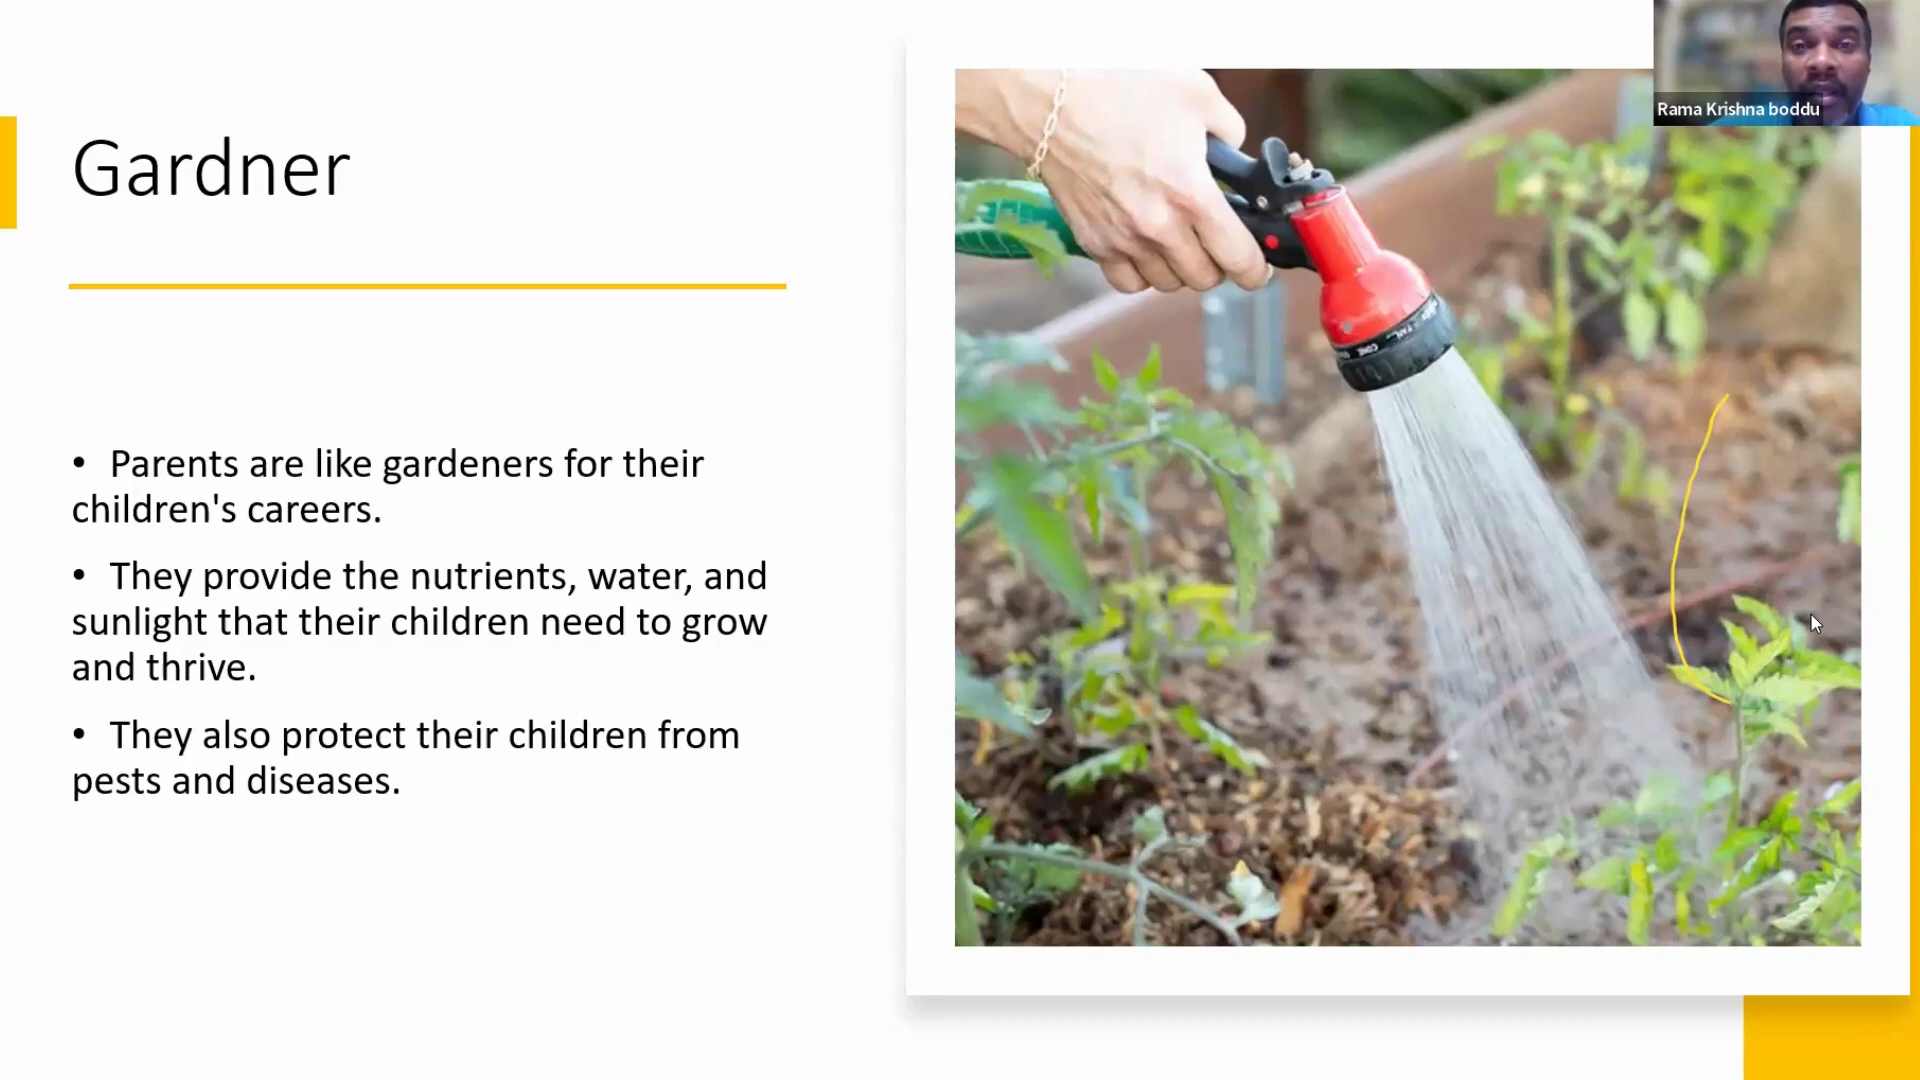 Rama Krishna boddu
Gardner
• Parents are like gardeners for their
children's careers.
• They provide the nutrients, water, and
sunlight that their children need to grow
and thrive.
• They also protect their children from
pests and diseases.